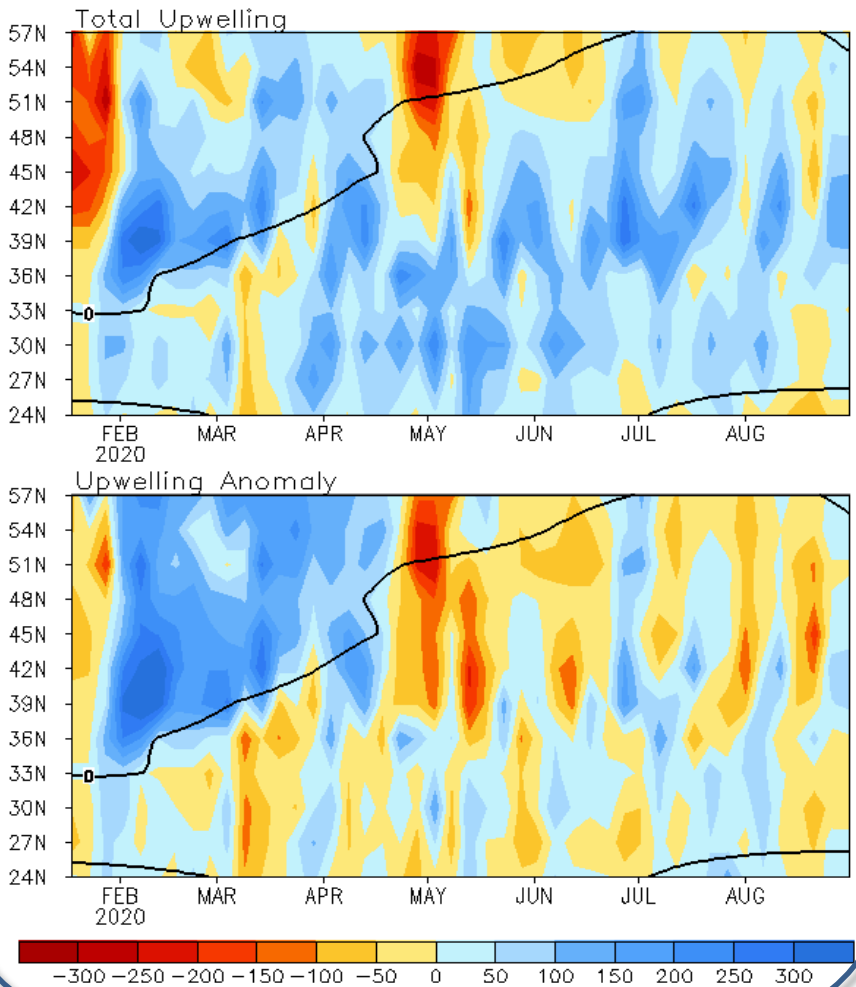 Total Upwelling
57N
54N
51N
48N
45N
42N
39N
36N
33N
30N
27N
24N
0
FEB MAR APR MAY JUN JUL AUG
2020
Upwelling Anomaly
57N
54N
51N
48N
45N
42N
39N
36N
33N
30N
27N
24N
0
FEB MAR APR MAY JUN JUL AUG
2020
-300 -250 -200 -150 -100 -50 0 50 100 150 200 250 300